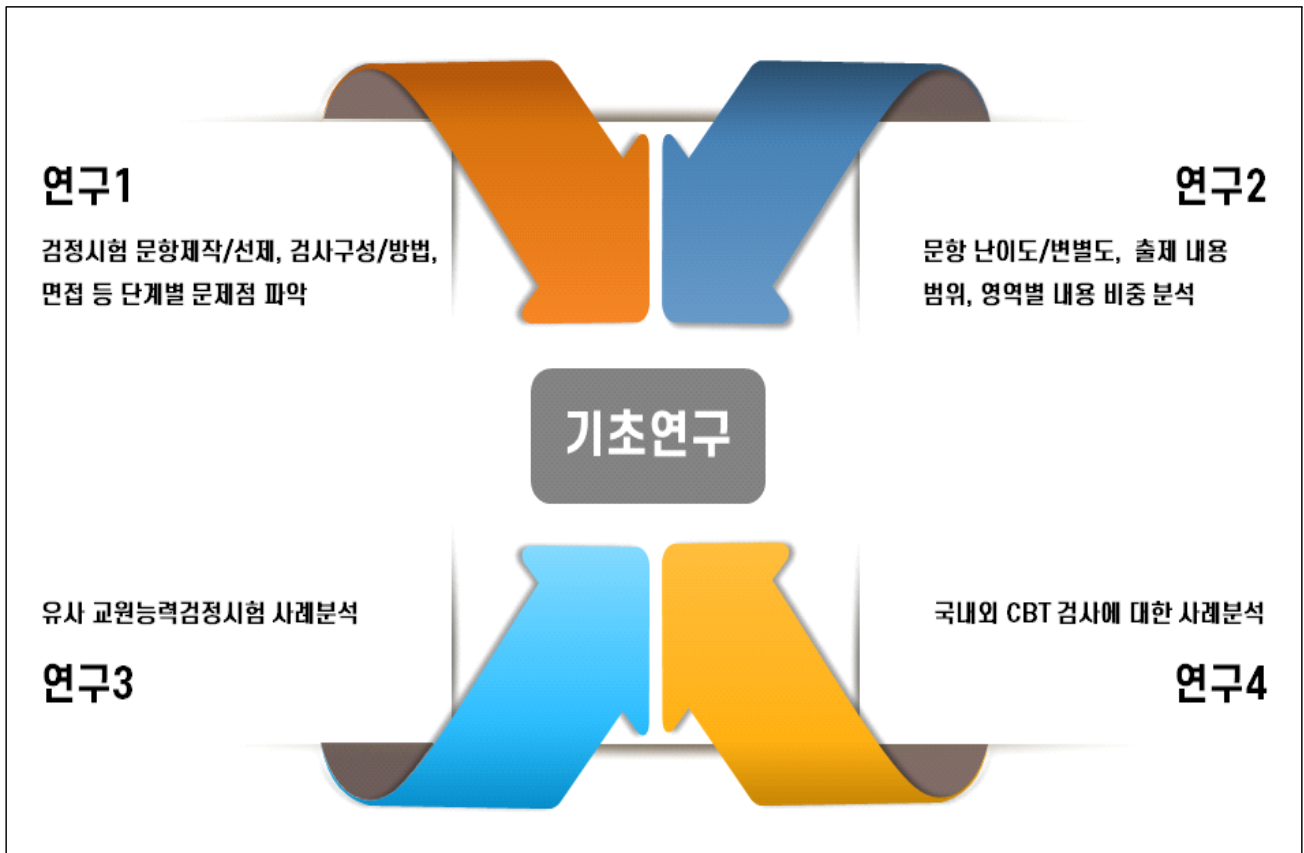 연구1
검정시험 문항제작/선제, 검사구성/방법,
면접 등 단계별 문제점 파악
연구2
문항 난이도/변별도, 출제 내용
범위, 영역별 내용 비중 분석
기초연구
유사 교원능력검정시험 사례분석
연구3
국내외 CBT 검사에 대한 사례분석
연구4